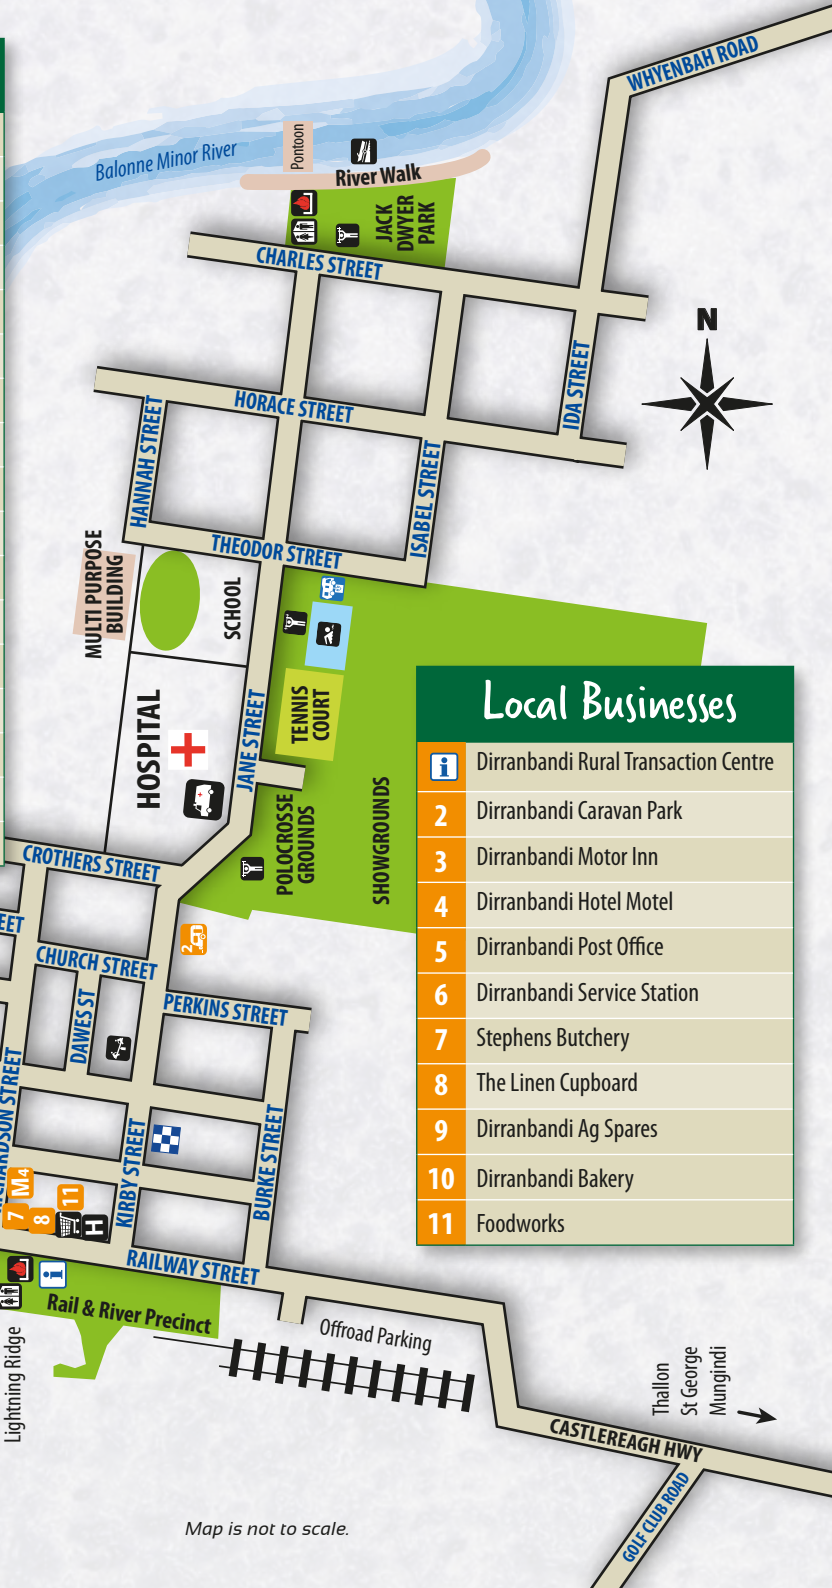 WHYENBAH ROAD
Balonne Minor River
Pontoon
River Walk
JACK
DWYER
PARK
CHARLES STREET
N
IDA STREET
HORACE STREET
HANNAH STREET
ISABEL STREET
THEODOR STREET
MULTI PURPOSE
BUILDING
SCHOOL
TENNIS
COURT
HOSPITAL
JANE STREET
POLOCROSSE
GROUNDS
SHOWGROUNDS
Local Businesses
i Dirranbandi Rural Transaction Centre
2 Dirranbandi Caravan Park
3 Dirranbandi Motor Inn
4 Dirranbandi Hotel Motel
5 Dirranbandi Post Office
6 Dirranbandi Service Station
7 Stephens Butchery
8 The Linen Cupboard
9 Dirranbandi Ag Spares
10 Dirranbandi Bakery
11 Foodworks
CROTHERS STREET
EET
CHURCH STREET
2
DAWES ST
PERKINS STREET
RDSON STREET
KIRBY STREET
BURKE STREET
M4
11
7
8
H
RAILWAY STREET
i
Rail & River Precinct
Offroad Parking
Lightning Ridge
Thallon
St George
Mungindi
CASTLEREAGH HWY
GOLF CLUB ROAD
Map is not to scale.